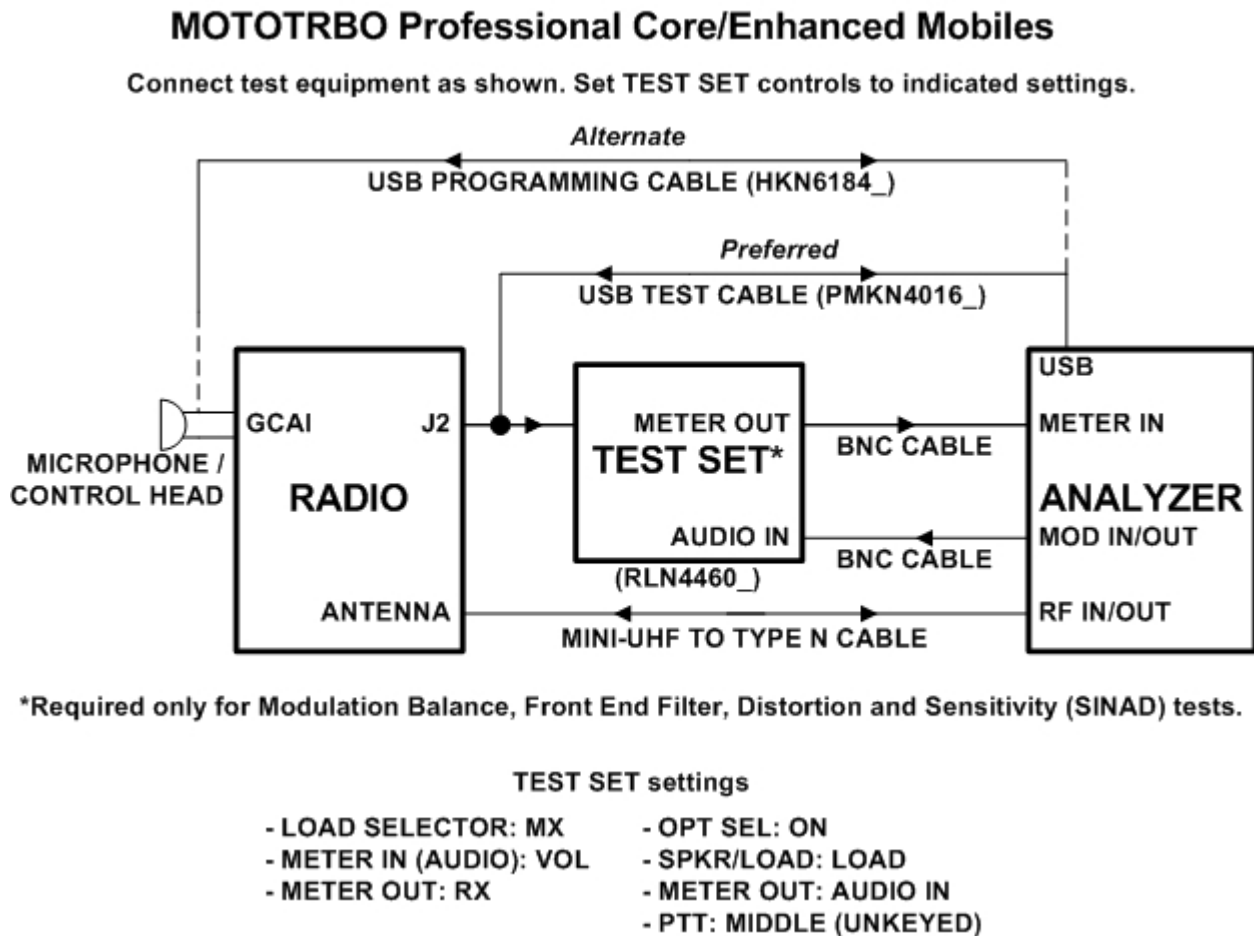 MOTOTRBO Professional Core/Enhanced Mobiles
Connect test equipment as shown. Set TEST SET controls to indicated settings.
Alternate
USB PROGRAMMING CABLE (HKN6184_)
Preferred
USB TEST CABLE (PMKN4016_)
USB
GCAI
J2
METER OUT
METER IN
BNC CABLE
TEST SET*
MICROPHONE /
CONTROL HEAD
RADIO
ANALYZER
AUDIO IN
MOD IN/OUT
BNC CABLE
(RLN4460_)
ANTENNA
RF IN/OUT
MINI-UHF TO TYPE N CABLE
*Required only for Modulation Balance, Front End Filter, Distortion and Sensitivity (SINAD) tests.
TEST SET settings
- LOAD SELECTOR: MX
- METER IN (AUDIO): VOL
- METER OUT: RX
- OPT SEL: ON
- SPKR/LOAD: LOAD
- METER OUT: AUDIO IN
- PTT: MIDDLE (UNKEYED)